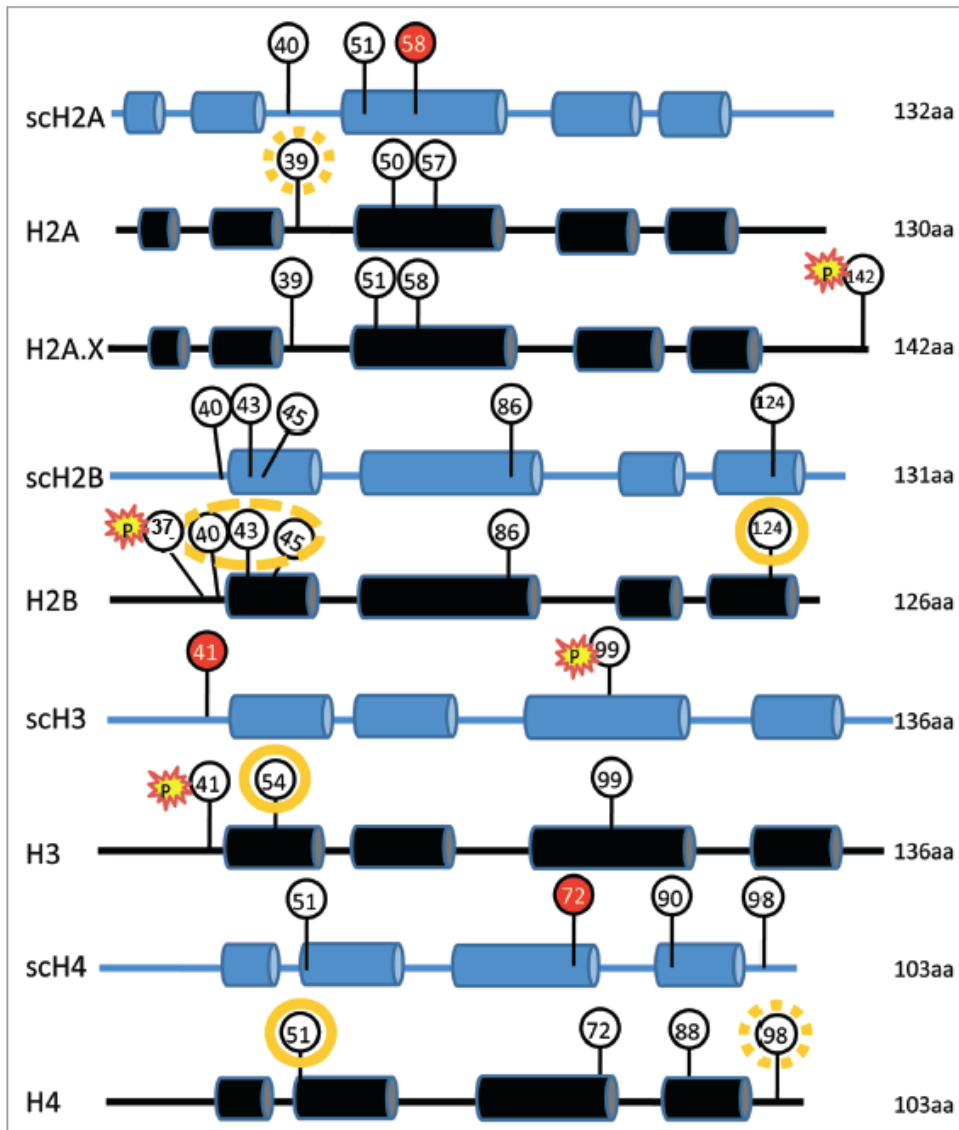 40 51 58
scH2A 132aa
39 50 57
H2A 130aa
39 51 58 P 142
H2A.X 142aa
40 43 45 86 124
scH2B 131aa
P 37 40 43 45 86 124
H2B 126aa
41 P 99
scH3 136aa
P 41 54 99
H3 136aa
51 72 90 98
scH4 103aa
51 72 88 98
H4 103aa